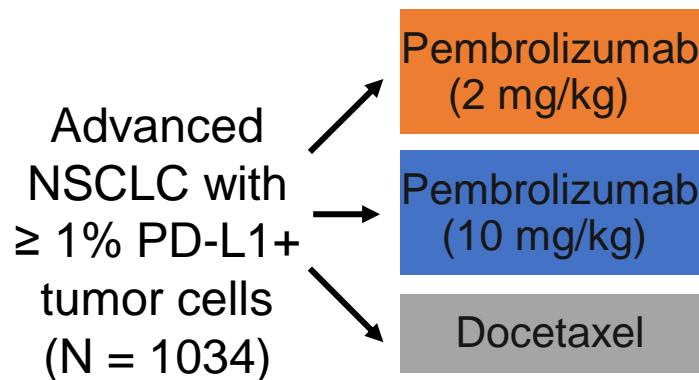 Advanced
NSCLC with
≥ 1% PD-L1+
tumor cells
(N = 1034)
Pembrolizumab
(2 mg/kg)
Pembrolizumab
(10 mg/kg)
Docetaxel